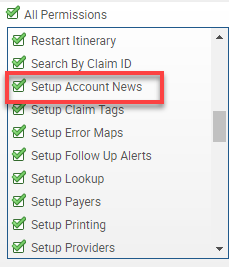 All Permissions
Restart Itinerary
Search By Claim ID
Setup Account News
Setup Claim Tags
Setup Error Maps
Setup Follow Up Alerts
Setup Lookup
Setup Payers
Setup Printing
Setup Providers